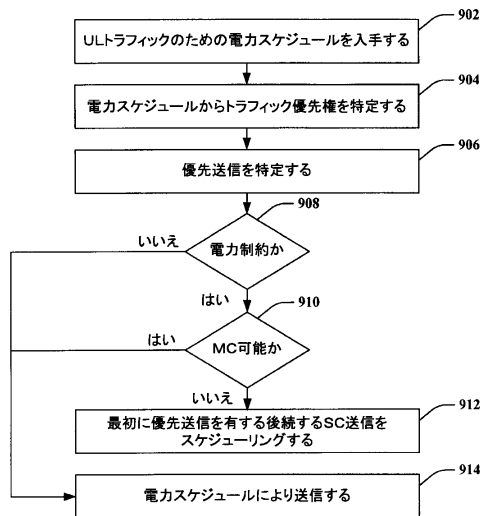 902
ULトラフィックのための電力スケジュールを入手する
904
電力スケジュールからトラフィック優先権を特定する
906
優先送信を特定する
908
いいえ
電力制約か
はい
910
はい
MC可能か
いいえ
912
最初に優先送信を有する後続するSC送信を
スケジューリングする
914
電力スケジュールにより送信する